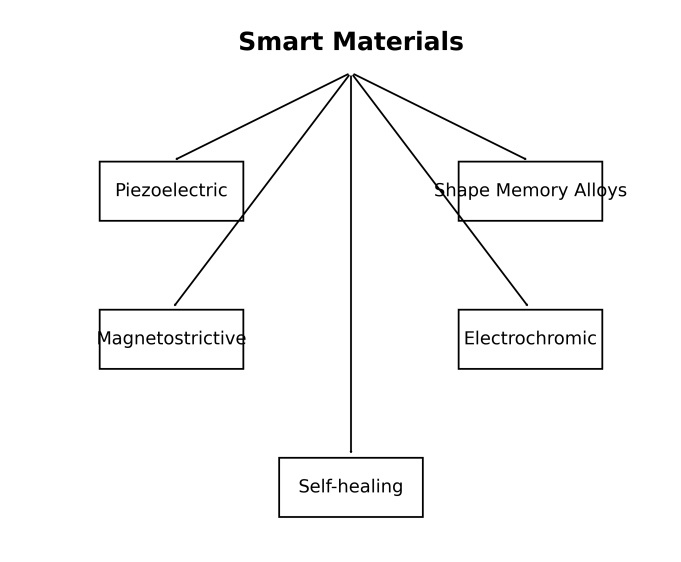 Smart Materials
Piezoelectric
Shape Memory Alloys
Magnetostrictive
Electrochromic
Self-healing